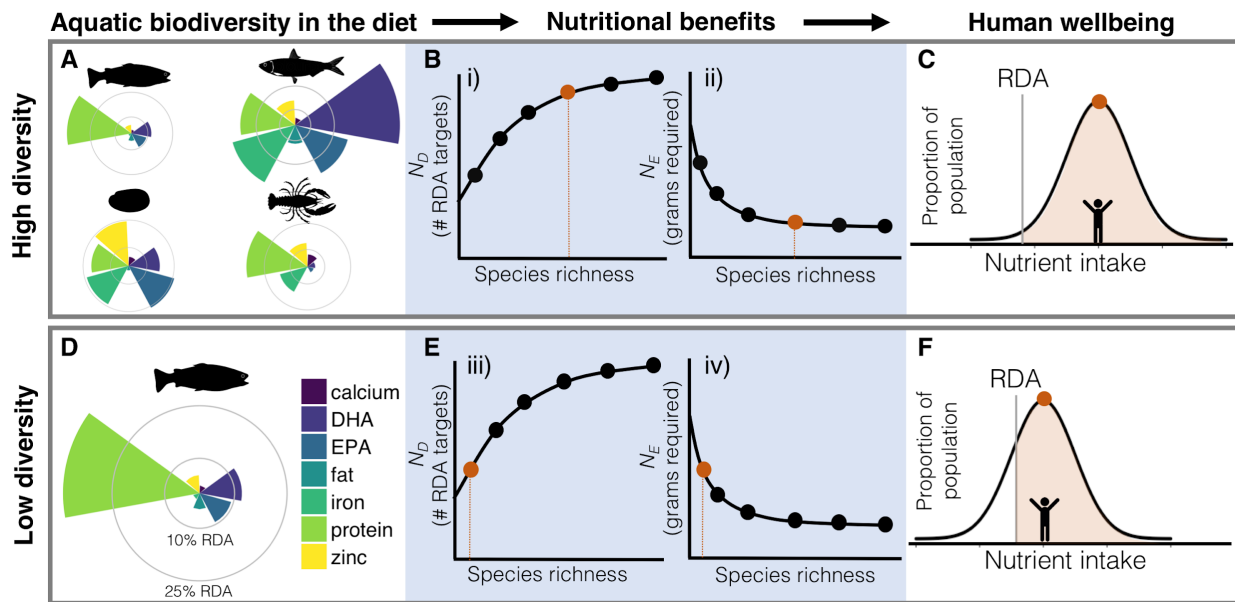 Aquatic biodiversity in the diet
Nutritional benefits
Human wellbeing
High diversity
A
B
i)
N_D
(# RDA targets)
Species richness
ii)
N_E
(grams required)
C
RDA
Proportion of
population
Nutrient intake
Low diversity
D
10% RDA
25% RDA
calcium
DHA
EPA
fat
iron
protein
zinc
E
iii)
N_D
(# RDA targets)
Species richness
iv)
N_E
(grams required)
Species richness
F
RDA
Proportion of
population
Nutrient intake